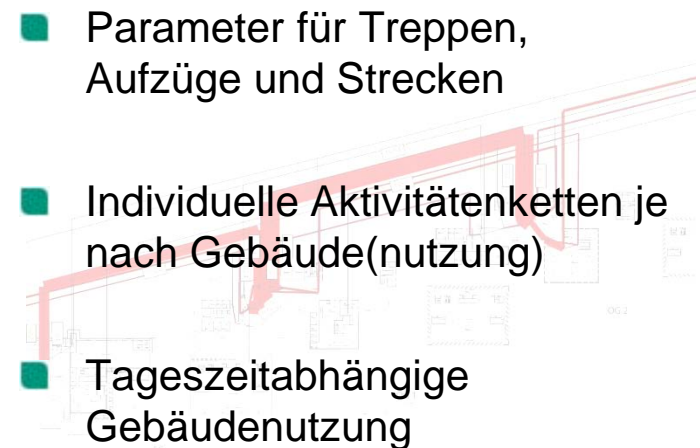 Parameter für Treppen,
Aufzüge und Strecken
Individuelle Aktivitätenketten je
nach Gebäude(nutzung)
Tageszeitabhängige
Gebäudenutzung